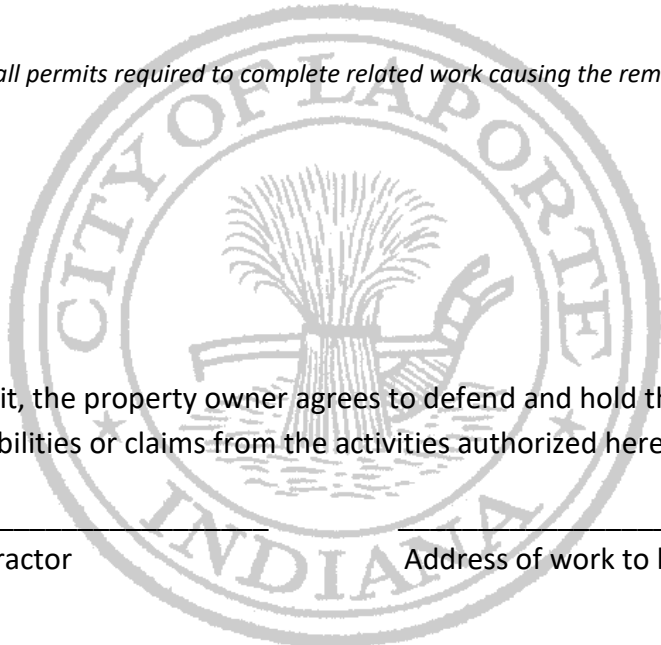 all permits required to complete related work causing the rem
CITY OF LAPORTE
it, the property owner agrees to defend and hold th
bilities or claims from the activities authorized here
ractor Address of work to
INDIANA